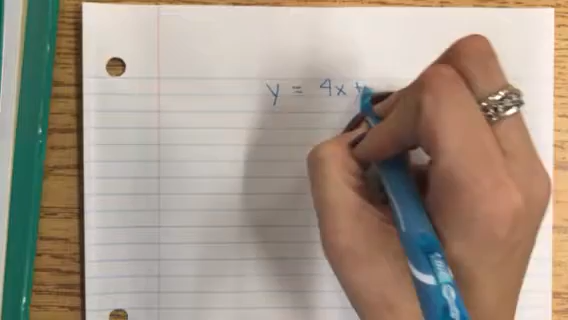 y = 4x +